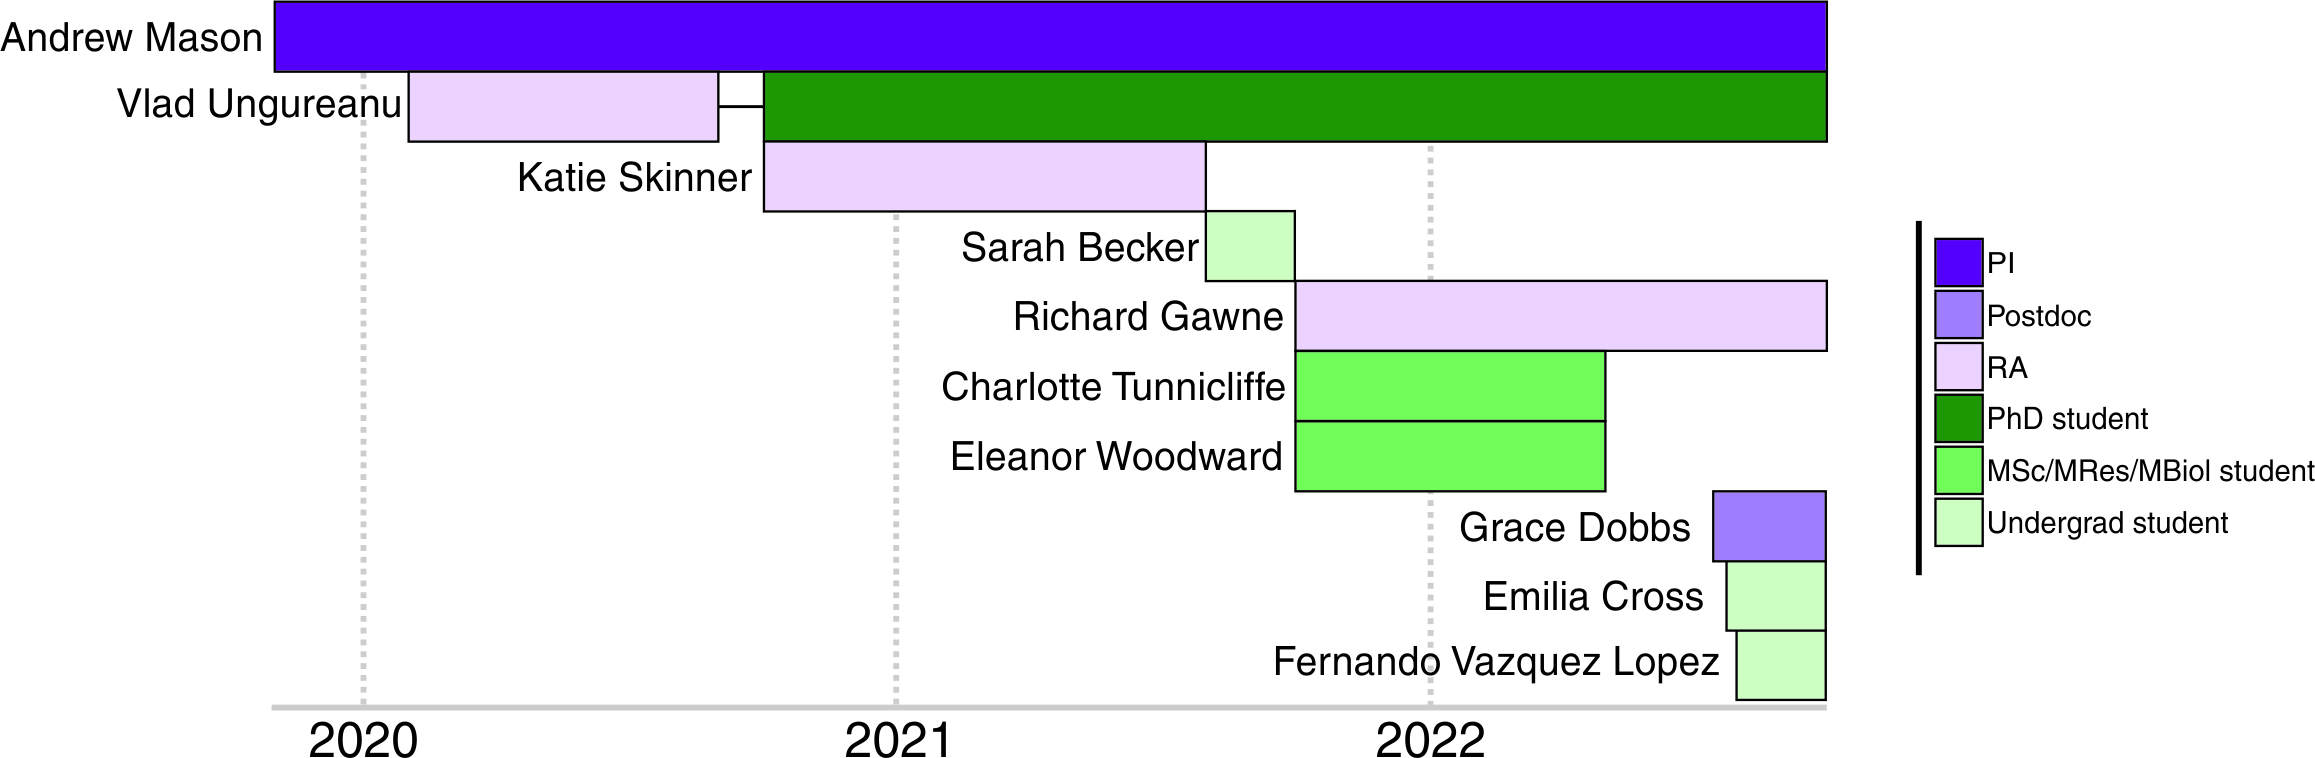 Andrew Mason
Vlad Ungureanu
Katie Skinner
Sarah Becker
Richard Gawne
Charlotte Tunnicliffe
Eleanor Woodward
Grace Dobbs
Emilia Cross
Fernando Vazquez Lopez
2020
2021
2022
PI
Postdoc
RA
PhD student
MSc/MRes/MBiol student
Undergrad student